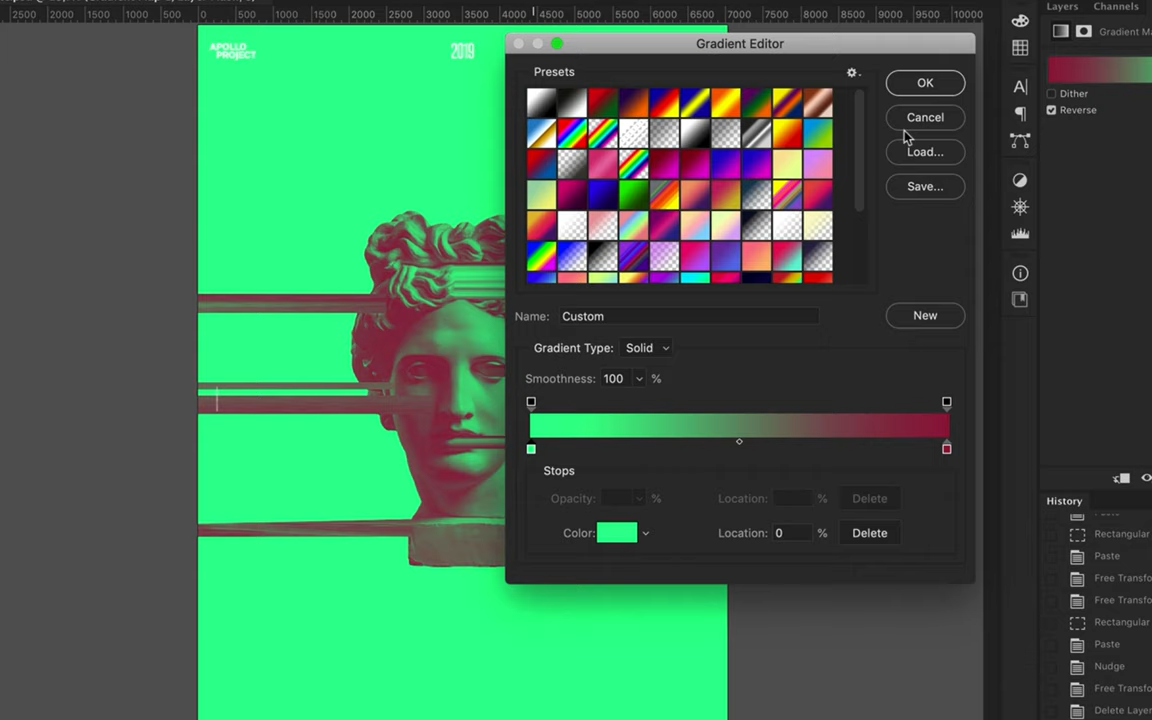 2500 2000 1500 1000 500 0 500 1000 1500 2000 2500 3000 3500 4000 4500 5000 5500 6000 6500 7000 7500 8000 8500 9000 9500 10000
Layers Channels
Gradient Ma
Dither
Reverse
APOLLO
PROJECT
2019
Gradient Editor
Presets
OK
Cancel
Load...
Save...
Name: Custom
New
Gradient Type: Solid
Smoothness: 100 %
Stops
Opacity: %
Location: %
Delete
Color:
Location: 0 %
Delete
History
Rectangular
Paste
Free Transfo
Free Transfo
Rectangular
Paste
Nudge
Free Transfo
Delete Layer